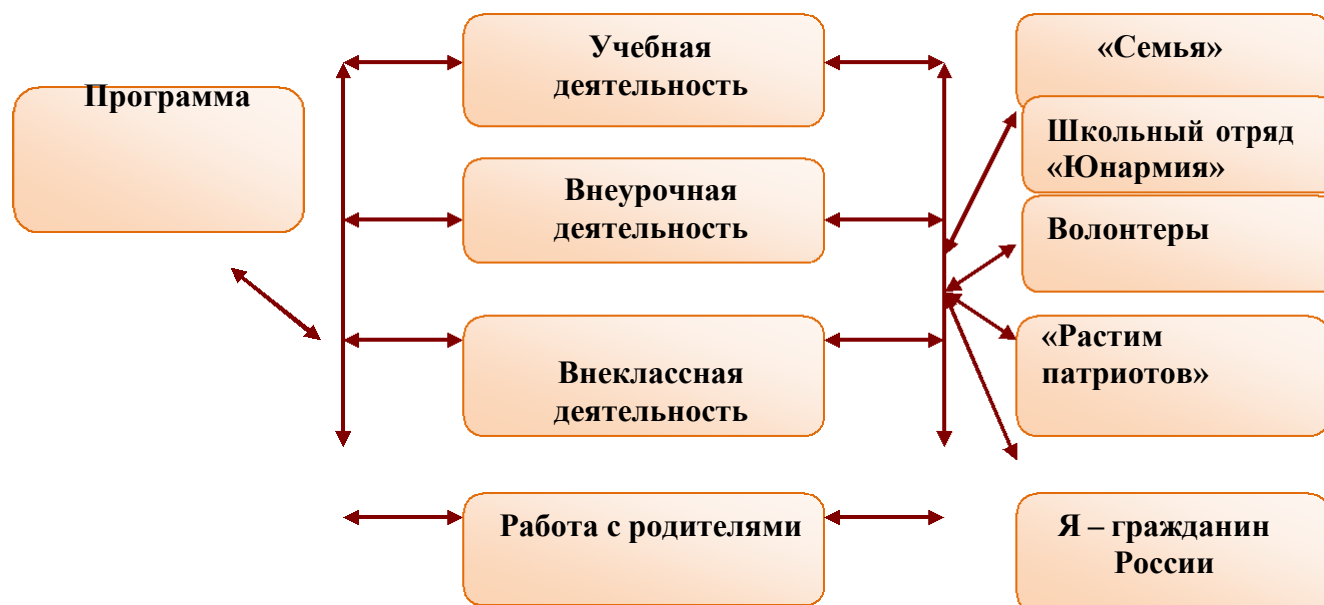 Программа
Учебная
деятельность
Внеурочная
деятельность
Внеклассная
деятельность
Работа с родителями
«Семья»
Школьный отряд
«Юнармия»
Волонтеры
«Растим
патриотов»
Я – гражданин
России